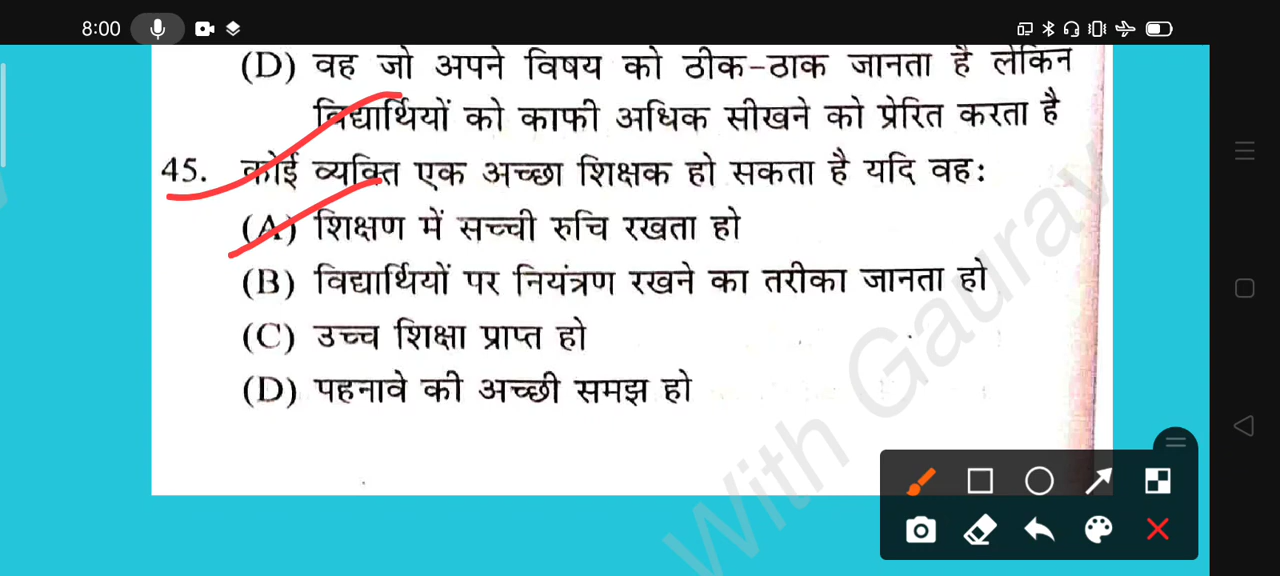 8:00
(D) वह जो अपने विषय को ठीक-ठाक जानता है लेकिन
विद्यार्थियों को काफी अधिक सीखने को प्रेरित करता है
45. कोई व्यक्ति एक अच्छा शिक्षक हो सकता है यदि वह:
(A) शिक्षण में सच्ची रुचि रखता हो
(B) विद्यार्थियों पर नियंत्रण रखने का तरीका जानता हो
(C) उच्च शिक्षा प्राप्त हो
(D) पहनावे की अच्छी समझ हो
With Gaurav